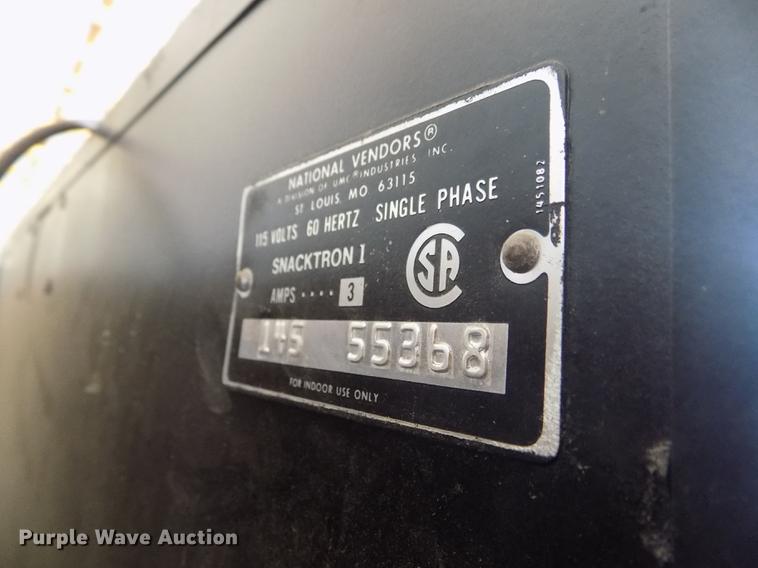 NATIONAL VENDORS®
A DIVISION OF UMC® INDUSTRIES INC.
ST. LOUIS, MO 63115
115 VOLTS 60 HERTZ SINGLE PHASE
SNACKTRON I
AMPS .... 3
CSA
145 55368
FOR INDOOR USE ONLY
1451082
Purple Wave Auction